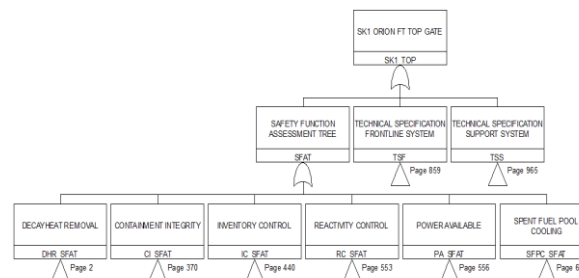 SK1 ORION FT TOP GATE
SK1_TOP
SAFETY FUNCTION
ASSESSMENT TREE
SFAT
TECHNICAL SPECIFICATION
FRONTLINE SYSTEM
TSF
Page 859
TECHNICAL SPECIFICATION
SUPPORT SYSTEM
TSS
Page 965
DECAYHEAT REMOVAL
DHR_SFAT
Page 2
CONTAINMENT INTEGRITY
CI_SFAT
Page 370
INVENTORY CONTROL
IC_SFAT
Page 440
REACTIVITY CONTROL
RC_SFAT
Page 553
POWER AVAILABLE
PA_SFAT
Page 556
SPENT FUEL POOL
COOLING
SFPC_SFAT
Page